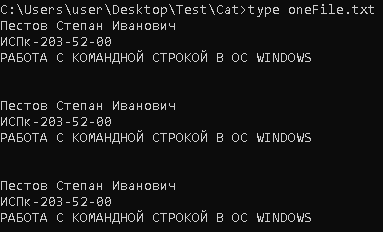 C:\Users\user\Desktop\Test\Cat>type oneFile.txt
Пестов Степан Иванович
ИСПк-203-52-00
РАБОТА С КОМАНДНОЙ СТРОКОЙ В ОС WINDOWS
Пестов Степан Иванович
ИСПк-203-52-00
РАБОТА С КОМАНДНОЙ СТРОКОЙ В ОС WINDOWS
Пестов Степан Иванович
ИСПк-203-52-00
РАБОТА С КОМАНДНОЙ СТРОКОЙ В ОС WINDOWS